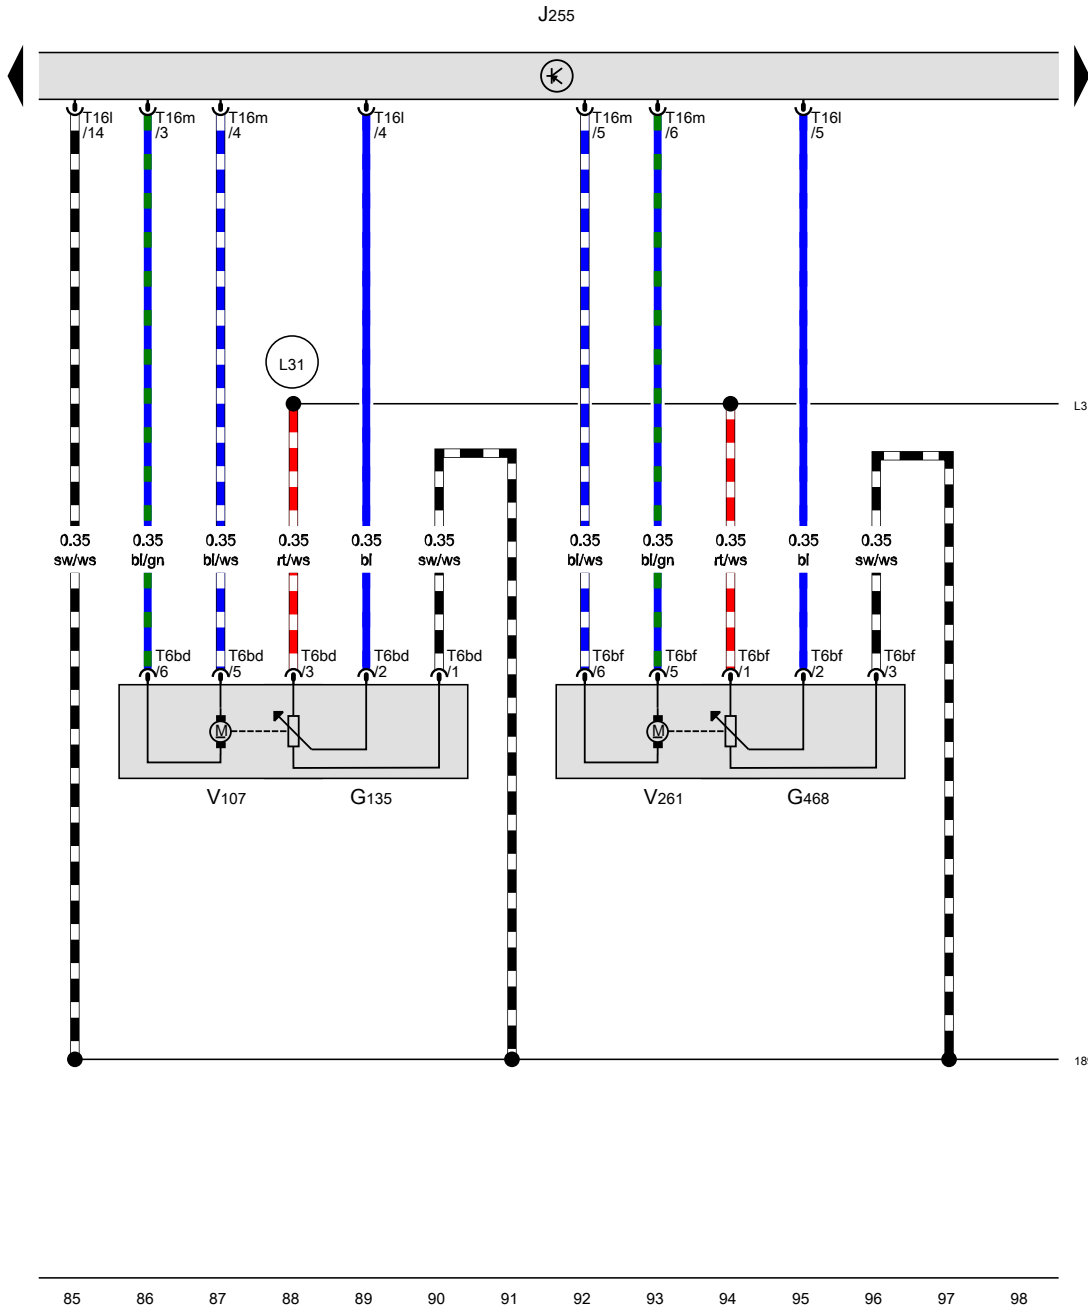 J255
T16l
/14
T16m
/3
T16m
/4
T16l
/4
T16m
/5
T16m
/6
T16l
/5
L31
L3
0.35
sw/ws
0.35
bl/gn
0.35
bl/ws
0.35
rt/ws
0.35
bl
0.35
sw/ws
0.35
bl/ws
0.35
bl/gn
0.35
rt/ws
0.35
bl
0.35
sw/ws
T6bd
/6
T6bd
/5
T6bd
/3
T6bd
/2
T6bd
/1
T6bf
/6
T6bf
/5
T6bf
/1
T6bf
/2
T6bf
/3
M
M
V107
G135
V261
G468
18
85 86 87 88 89 90 91 92 93 94 95 96 97 98